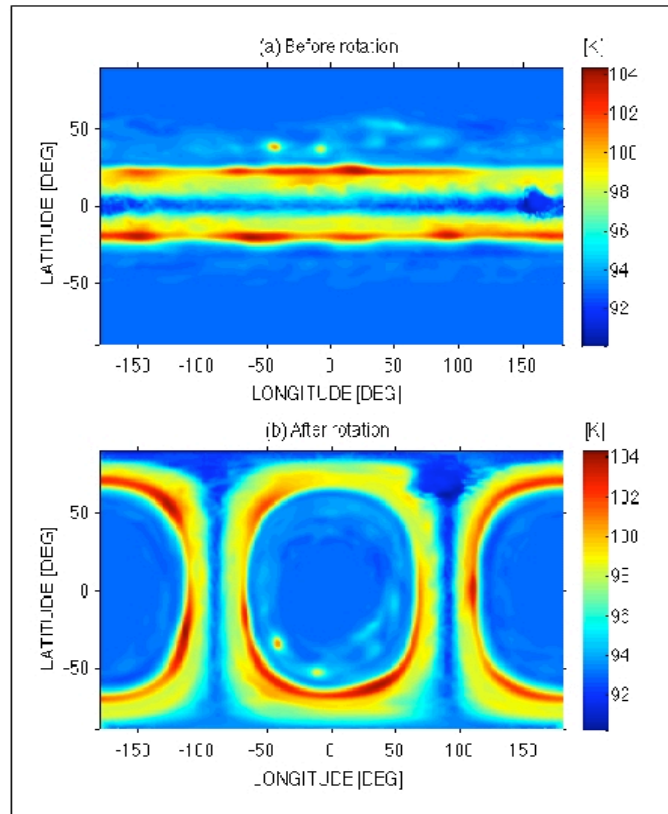 (a) Before rotation
[K]
104
102
100
98
96
94
92
50
0
-50
LATITUDE [DEG]
-150 -100 -50 0 50 100 150
LONGITUDE [DEG]
(b) After rotation
[K]
104
102
100
98
96
94
92
50
0
-50
LATITUDE [DEG]
-150 -100 -50 0 50 100 150
LONGITUDE [DEG]